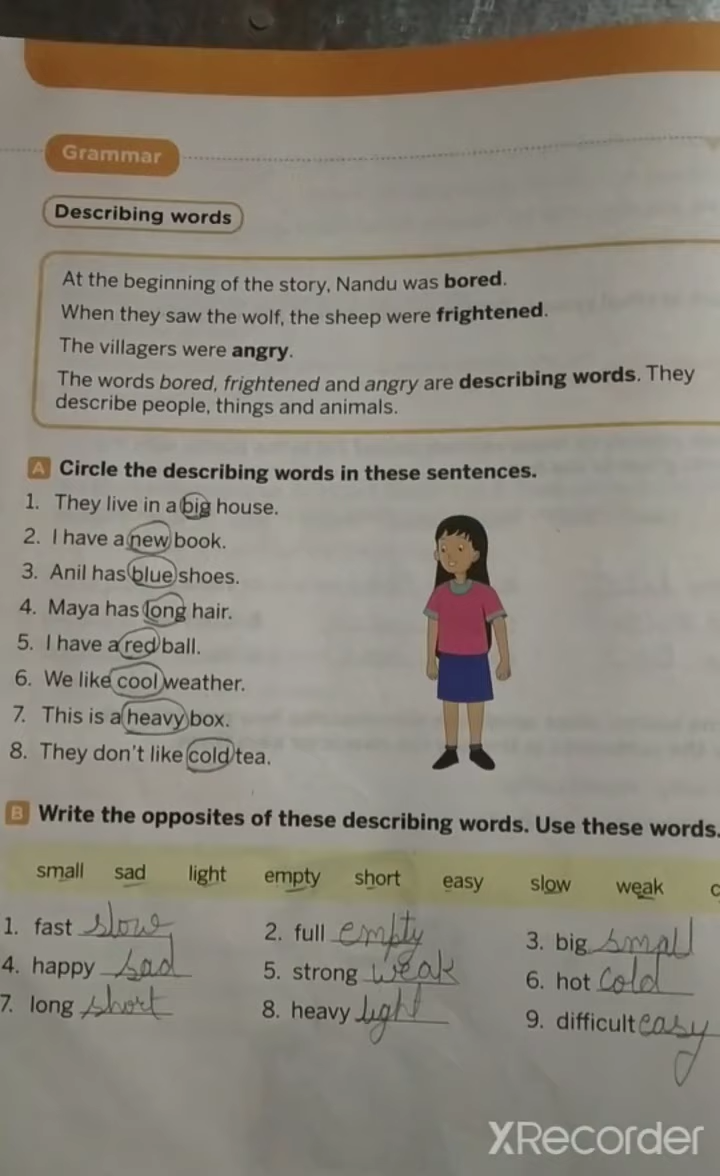 Grammar
Describing words
At the beginning of the story, Nandu was bored.
When they saw the wolf, the sheep were frightened.
The villagers were angry.
The words bored, frightened and angry are describing words. They
describe people, things and animals.
A Circle the describing words in these sentences.
1. They live in a big house.
2. I have a new book.
3. Anil has blue shoes.
4. Maya has long hair.
5. I have a red ball.
6. We like cool weather.
7. This is a heavy box.
8. They don't like cold tea.
B Write the opposites of these describing words. Use these words.
small sad light empty short easy slow weak
1. fast slow 2. full empty 3. big small
4. happy sad 5. strong weak 6. hot cold
7. long short 8. heavy light 9. difficult easy
XRecorder